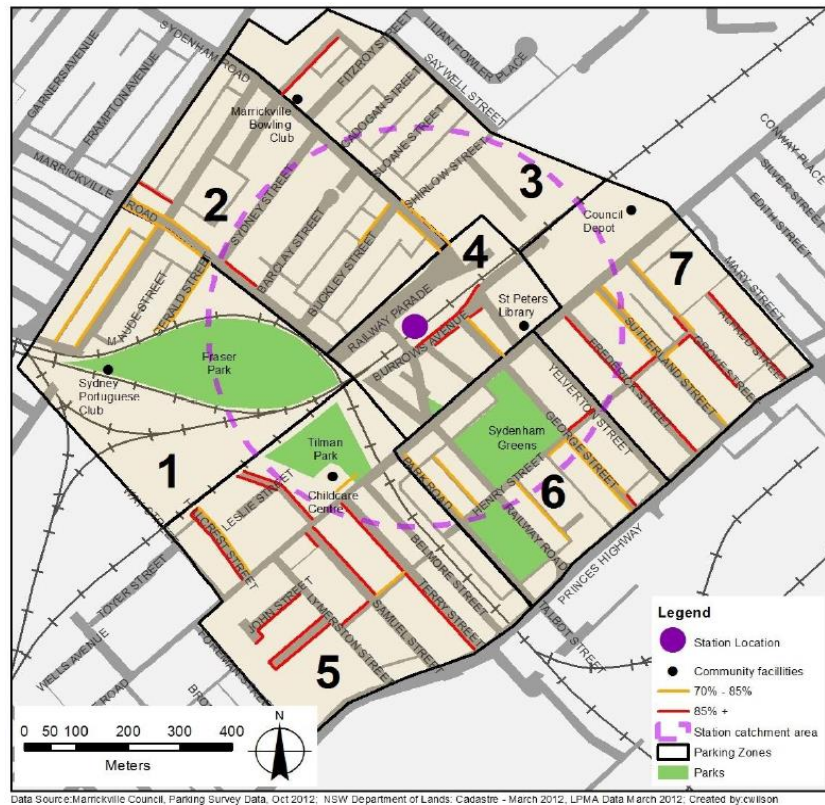 GARNERS AVENUE
FRAMPTON AVENUE
SYDENHAM ROAD
MARRICKVILLE
ROAD
FITZROY STREET
LILIAN FOWLER
PLACE
SAYWELL STREET
Marrickville
Bowling
Club
CADOGAN STREET
SLOANE STREET
SHIRLOW STREET
3
2
SYDNEY STREET
BARCLAY STREET
BUCKLEY STREET
4
Council
Depot
CONWAY PLACE
SILVER STREET
EDITH STREET
MARY STREET
7
MAUDE STREET
GERALD STREET
RAILWAY PARADE
BURROWS AVENUE
St Peters
Library
ALFRED STREET
GROVE STREET
SUTHERLAND STREET
FREDERICK STREET
YELVERTON STREET
GEORGE STREET
Fraser
Park
Sydney
Portuguese
Club
Sydenham
Greens
1
Tilman
Park
Childcare
Centre
PARK ROAD
HENRY STREET
RAILWAY ROAD
6
LESLIE STREET
TOYER STREET
WELLS AVENUE
BELMORE STREET
TERRY STREET
SAMUEL STREET
LYMERSTON STREET
JOHN STREET
5
PRINCES HIGHWAY
TALBOT STREET
Legend
Station Location
Community facilities
70% - 85%
85% +
Station catchment area
Parking Zones
Parks
N
0 50 100 200 300 400
Meters
Data Source:Marrickville Council, Parking Survey Data, Oct 2012; NSW Department of Lands: Cadastre - March 2012, LPMA Data March 2012; Created by:cwilson